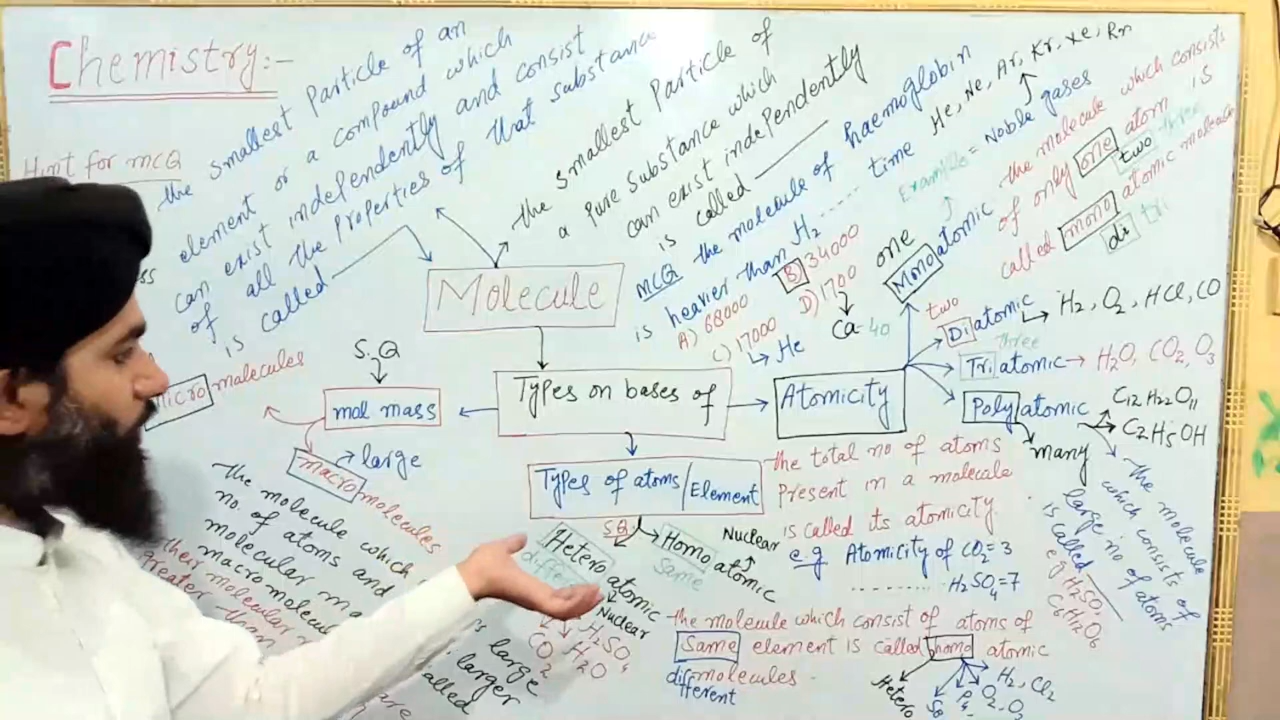 Chemistry:-
Hint for MCQ
the smallest Particle of an
element or a compound which
can exist independently and consist
of all the Properties of that substance
is called
the smallest Particle of
a Pure Substance which
can exist independently
is called
MCQ the molecule of haemoglobin
is heavier than H2 ..... time
A) 68000 B) 34000
C) 17000 D) 1700
He Ca-40
one
He, Ne, Ar, Kr, Xe, Rn
Example = Noble gases
Monoatomic
the molecule which consists
of only one atom is
two three
called mono atomic molecule
di tri
Molecule
Types on bases of
S.Q
mol mass
micro molecules
macromolecules
large
Atomicity
two
Diatomic
H2, O2, HCl, CO
three
Triatomic → H2O, CO2, O3
Polyatomic
many
C12H22O11
C2H5OH
the molecule
which consists of
large no of atoms
is called
e.g H2SO4
C6H12O6
the total no of atoms
Present in a molecule
is called its atomicity.
e.g Atomicity of CO2 = 3
......... H2SO4 = 7
Types of atoms/Element
S.Q
Hetero atomic
Nuclear
H2SO4
CO2 H2O
Homo atomic
Same
Nuclear
the molecule which consist of atoms of
Same element is called homo atomic
different molecules.
Hetero
S8 P4 O2, O3
H2, Cl2
the molecule which
no. of atoms and
molecular
their molecular
greater than
large
larger
called
are